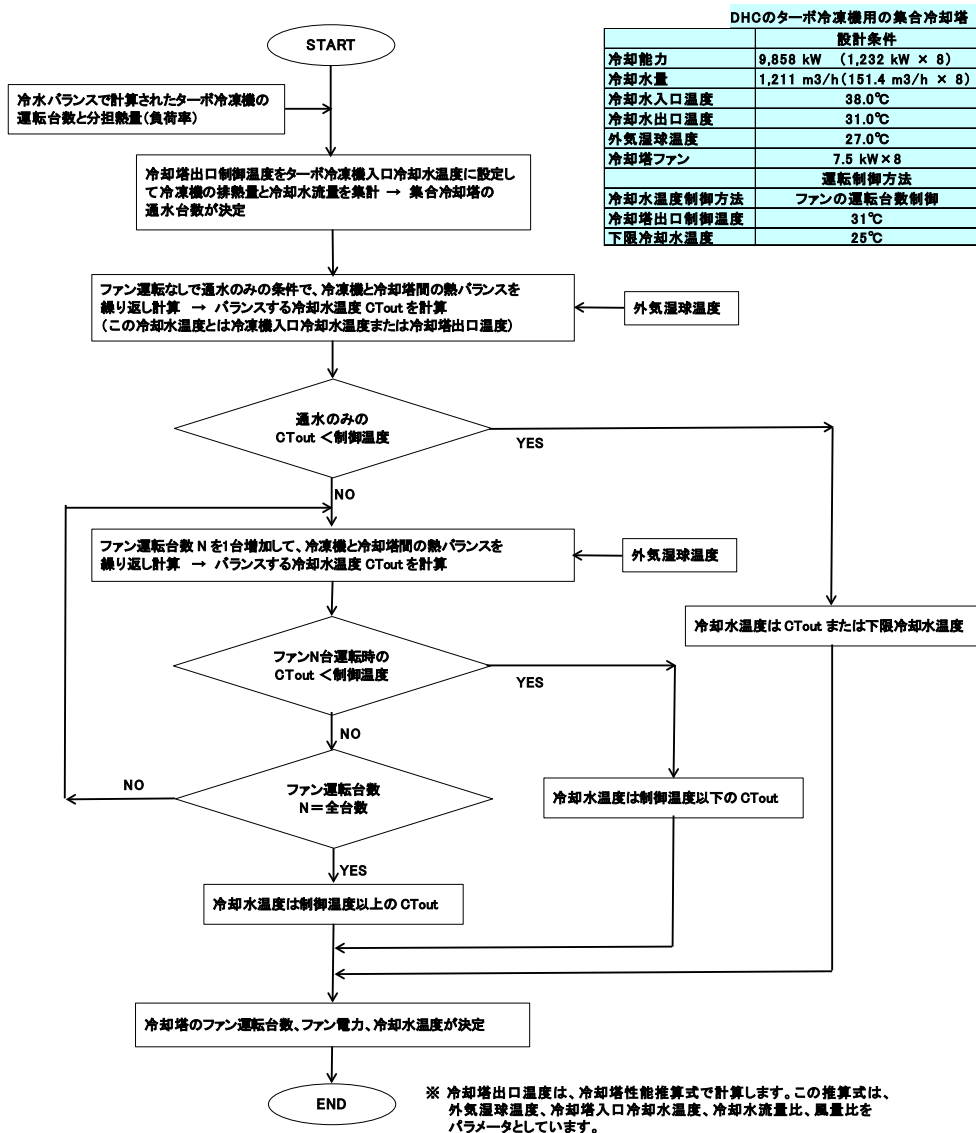 DHCのターボ冷凍機用の集合冷却塔
設計条件
冷却能力 9,858 kW （1,232 kW × 8）
冷却水量 1,211 m3/h（151.4 m3/h × 8）
冷却水入口温度 38.0℃
冷却水出口温度 31.0℃
外気湿球温度 27.0℃
冷却塔ファン 7.5 kW×8
運転制御方法
冷却水温度制御方法 ファンの運転台数制御
冷却塔出口制御温度 31℃
下限冷却水温度 25℃
START
冷水バランスで計算されたターボ冷凍機の
運転台数と分担熱量（負荷率）
冷却塔出口制御温度をターボ冷凍機入口冷却水温度に設定し
て冷凍機の排熱量と冷却水流量を集計 → 集合冷却塔の
通水台数が決定
ファン運転なしで通水のみの条件で、冷凍機と冷却塔間の熱バランスを
繰り返し計算 → バランスする冷却水温度 CTout を計算
（この冷却水温度とは冷凍機入口冷却水温度または冷却塔出口温度）
外気湿球温度
通水のみの
CTout ＜制御温度
YES
NO
ファン運転台数 N を1台増加して、冷凍機と冷却塔間の熱バランスを
繰り返し計算 → バランスする冷却水温度 CTout を計算
外気湿球温度
冷却水温度は CTout または下限冷却水温度
ファンN台運転時の
CTout ＜制御温度
YES
NO
ファン運転台数
N＝全台数
NO
YES
冷却水温度は制御温度以下の CTout
冷却水温度は制御温度以上の CTout
冷却塔のファン運転台数、ファン電力、冷却水温度が決定
END
※ 冷却塔出口温度は、冷却塔性能推算式で計算します。この推算式は、
外気湿球温度、冷却塔入口冷却水温度、冷却水流量比、風量比を
パラメータとしています。